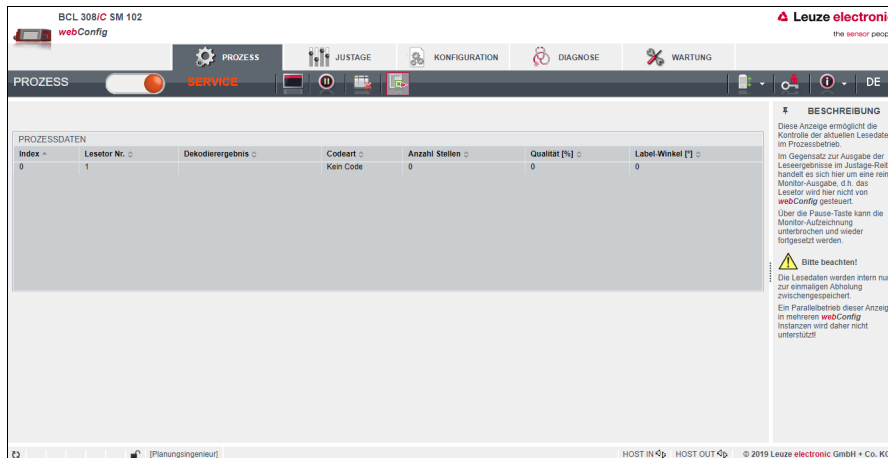 BCL 308iC SM 102
webConfig
Leuze electronic
the sensor peop
PROZESS
JUSTAGE
KONFIGURATION
DIAGNOSE
WARTUNG
PROZESS
SERVICE
DE
PROZESSDATEN
Index Lesetor Nr. Dekodierergebnis Codeart Anzahl Stellen Qualität [%] Label-Winkel [°]
0 1 Kein Code 0 0 0
BESCHREIBUNG
Diese Anzeige ermöglicht die
Kontrolle der aktuellen Lesedate
im Prozessbetrieb.
Im Gegensatz zur Ausgabe der
Leseergebnisse im Justage-Reit
handelt es sich hier um eine rein
Monitor-Ausgabe, d.h. das
Lesetor wird hier nicht von
webConfig gesteuert.
Über die Pause-Taste kann die
Monitor-Aufzeichnung
unterbrochen und wieder
fortgesetzt werden.
Bitte beachten!
Die Lesedaten werden intern nur
zur einmaligen Abholung
zwischengespeichert.
Ein Parallelbetrieb dieser Anzeig
in mehreren webConfig
Instanzen wird daher nicht
unterstützt!
[Planungsingenieur]
HOST IN HOST OUT © 2019 Leuze electronic GmbH + Co. KG